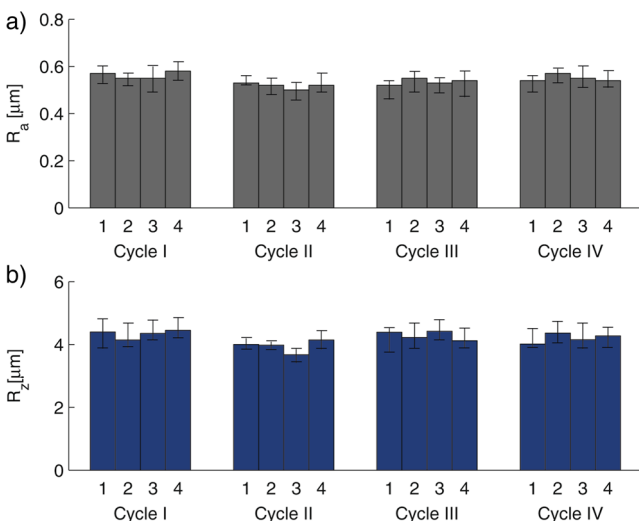 a)
0.8
0.6
0.4
0.2
0
R_a [µm]
1 2 3 4 1 2 3 4 1 2 3 4 1 2 3 4
Cycle I Cycle II Cycle III Cycle IV
b)
6
4
2
0
R_z[µm]
1 2 3 4 1 2 3 4 1 2 3 4 1 2 3 4
Cycle I Cycle II Cycle III Cycle IV